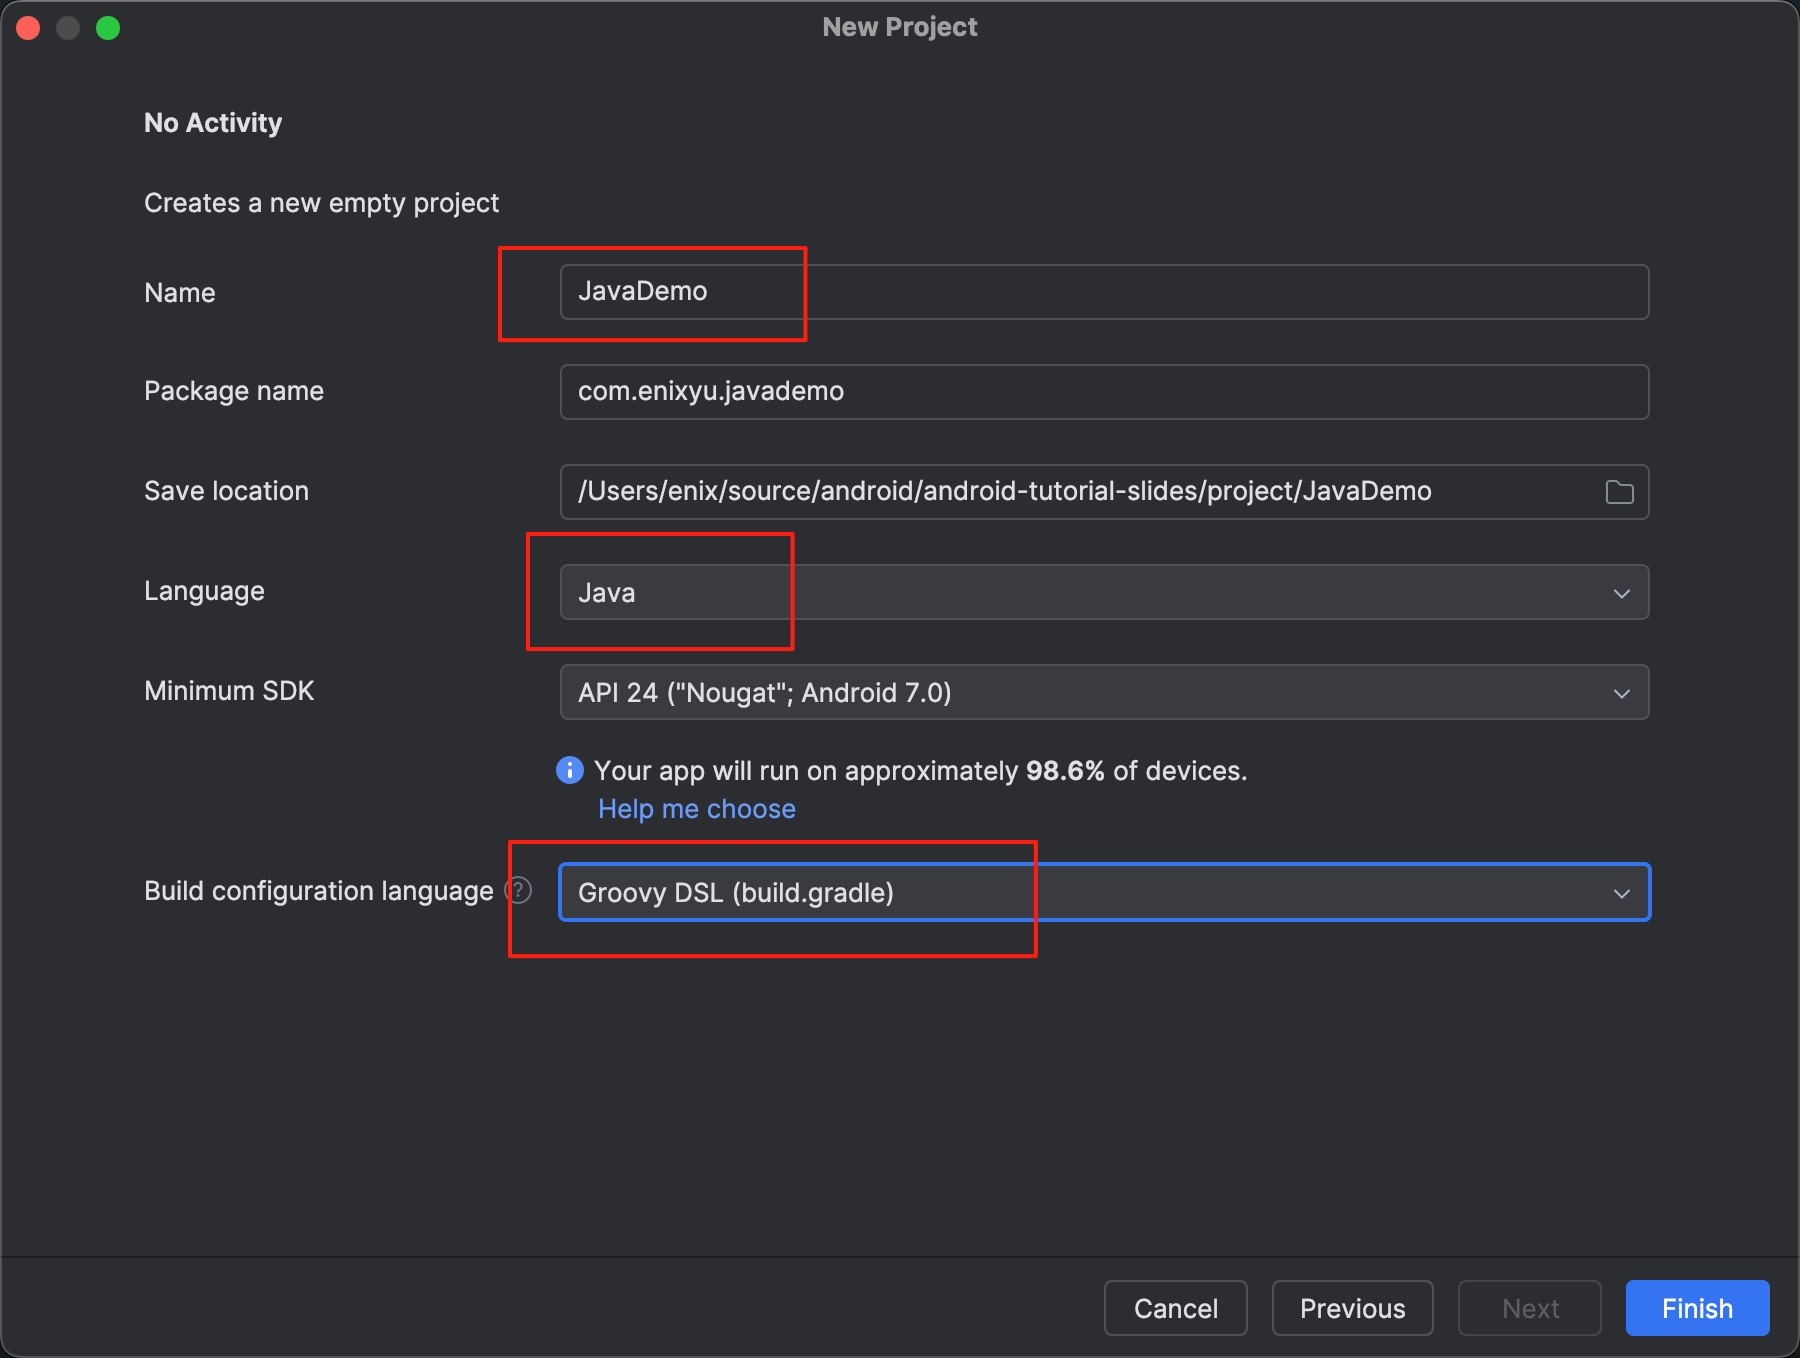 New Project
No Activity
Creates a new empty project
Name
JavaDemo
Package name
com.enixyu.javademo
Save location
/Users/enix/source/android/android-tutorial-slides/project/JavaDemo
Language
Java
Minimum SDK
API 24 ("Nougat"; Android 7.0)
Your app will run on approximately 98.6% of devices.
Help me choose
Build configuration language ?
Groovy DSL (build.gradle)
Cancel
Previous
Next
Finish